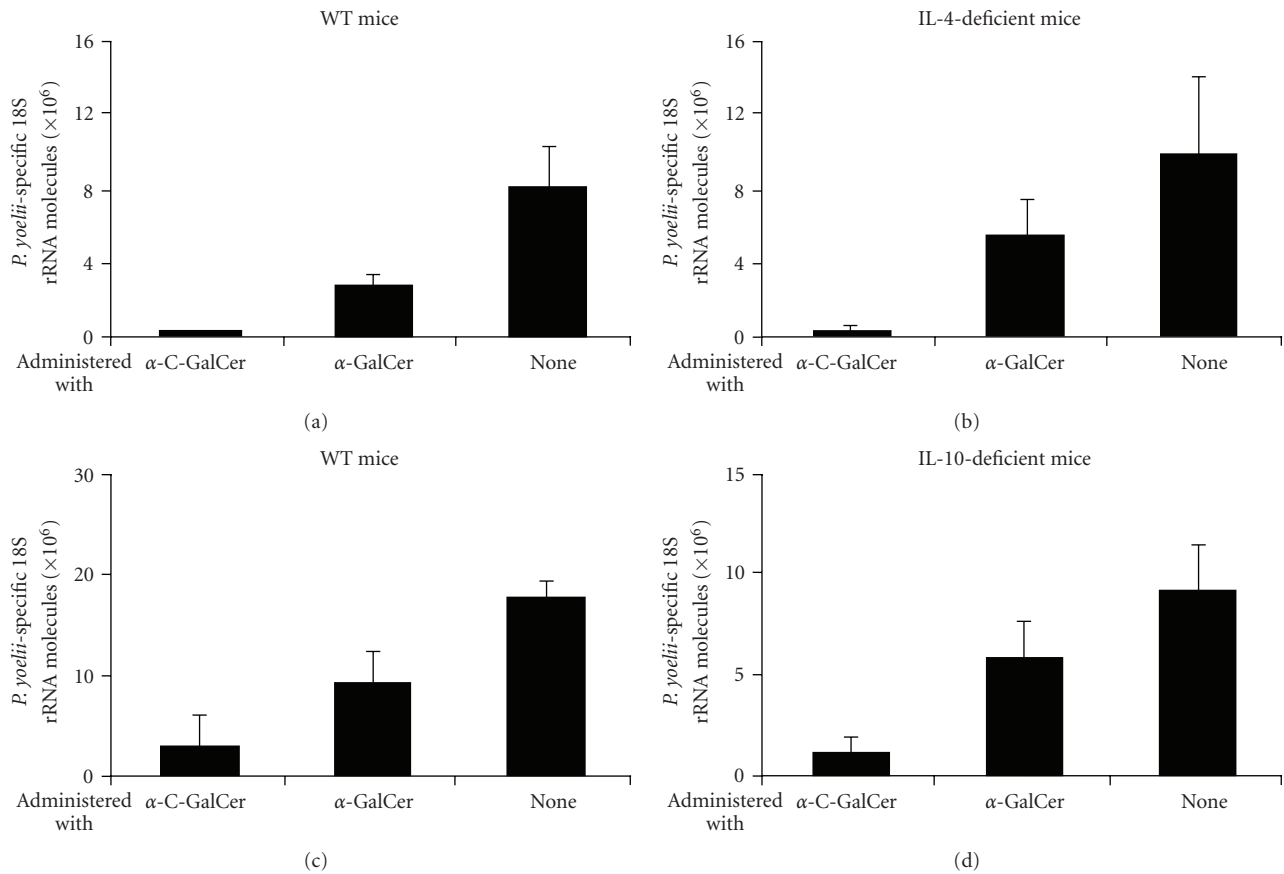 WT mice
P. yoelii-specific 18S
rRNA molecules (×10⁶)
16
12
8
4
0
Administered with
α-C-GalCer
α-GalCer
None
(a)
IL-4-deficient mice
P. yoelii-specific 18S
rRNA molecules (×10⁶)
16
12
8
4
0
Administered with
α-C-GalCer
α-GalCer
None
(b)
WT mice
P. yoelii-specific 18S
rRNA molecules (×10⁶)
30
20
10
0
Administered with
α-C-GalCer
α-GalCer
None
(c)
IL-10-deficient mice
P. yoelii-specific 18S
rRNA molecules (×10⁶)
15
10
5
0
Administered with
α-C-GalCer
α-GalCer
None
(d)